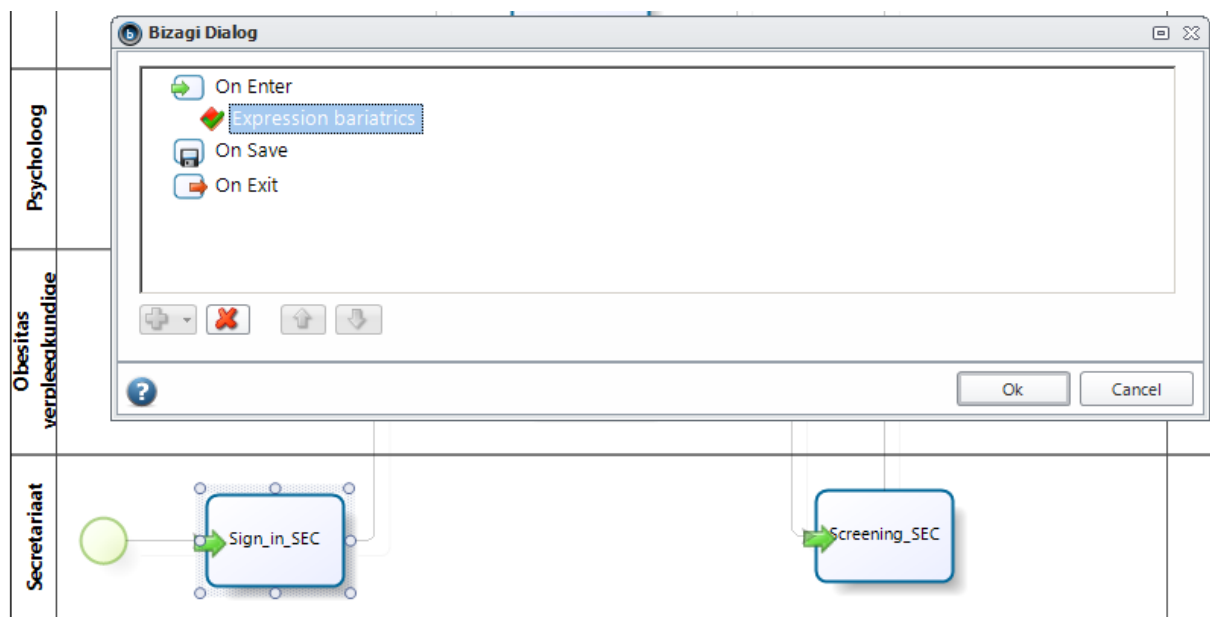 Bizagi Dialog
On Enter
Expression bariatrics
On Save
On Exit
Ok
Cancel
Psycholoog
Obesitas
verpleegkundige
Secretariaat
Sign_in_SEC
Screening_SEC